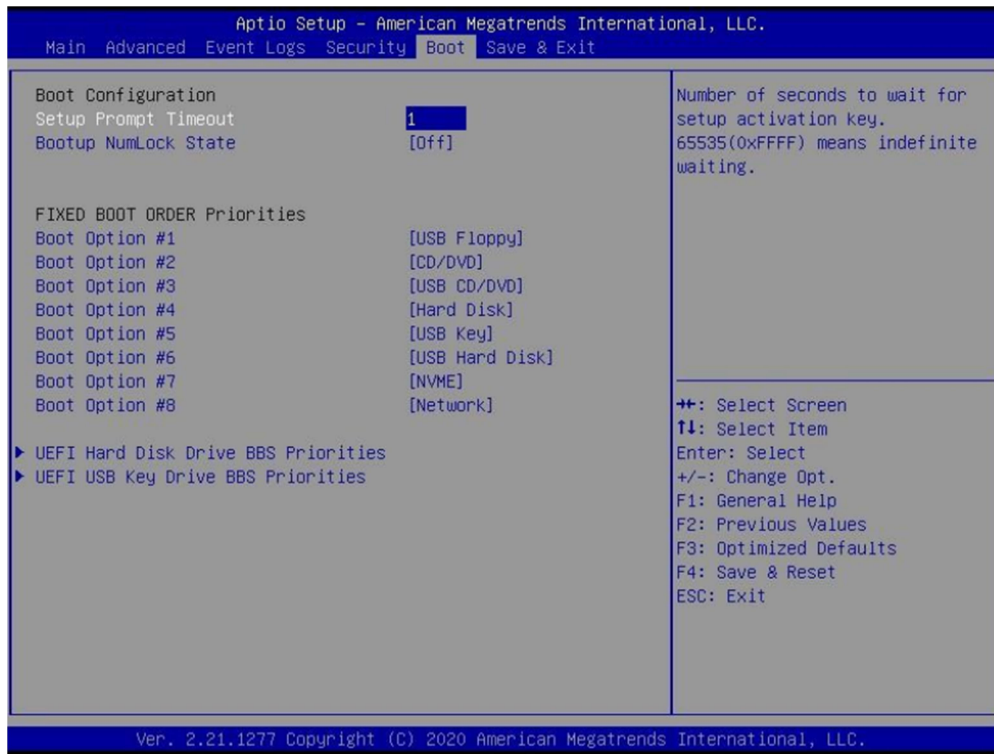 Aptio Setup – American Megatrends International, LLC.
Main Advanced Event Logs Security Boot Save & Exit
Boot Configuration
Setup Prompt Timeout 1
Bootup NumLock State [Off]
FIXED BOOT ORDER Priorities
Boot Option #1 [USB Floppy]
Boot Option #2 [CD/DVD]
Boot Option #3 [USB CD/DVD]
Boot Option #4 [Hard Disk]
Boot Option #5 [USB Key]
Boot Option #6 [USB Hard Disk]
Boot Option #7 [NVME]
Boot Option #8 [Network]
▶ UEFI Hard Disk Drive BBS Priorities
▶ UEFI USB Key Drive BBS Priorities
Number of seconds to wait for
setup activation key.
65535(0xFFFF) means indefinite
waiting.
→←: Select Screen
↑↓: Select Item
Enter: Select
+/-: Change Opt.
F1: General Help
F2: Previous Values
F3: Optimized Defaults
F4: Save & Reset
ESC: Exit
Ver. 2.21.1277 Copyright (C) 2020 American Megatrends International, LLC.